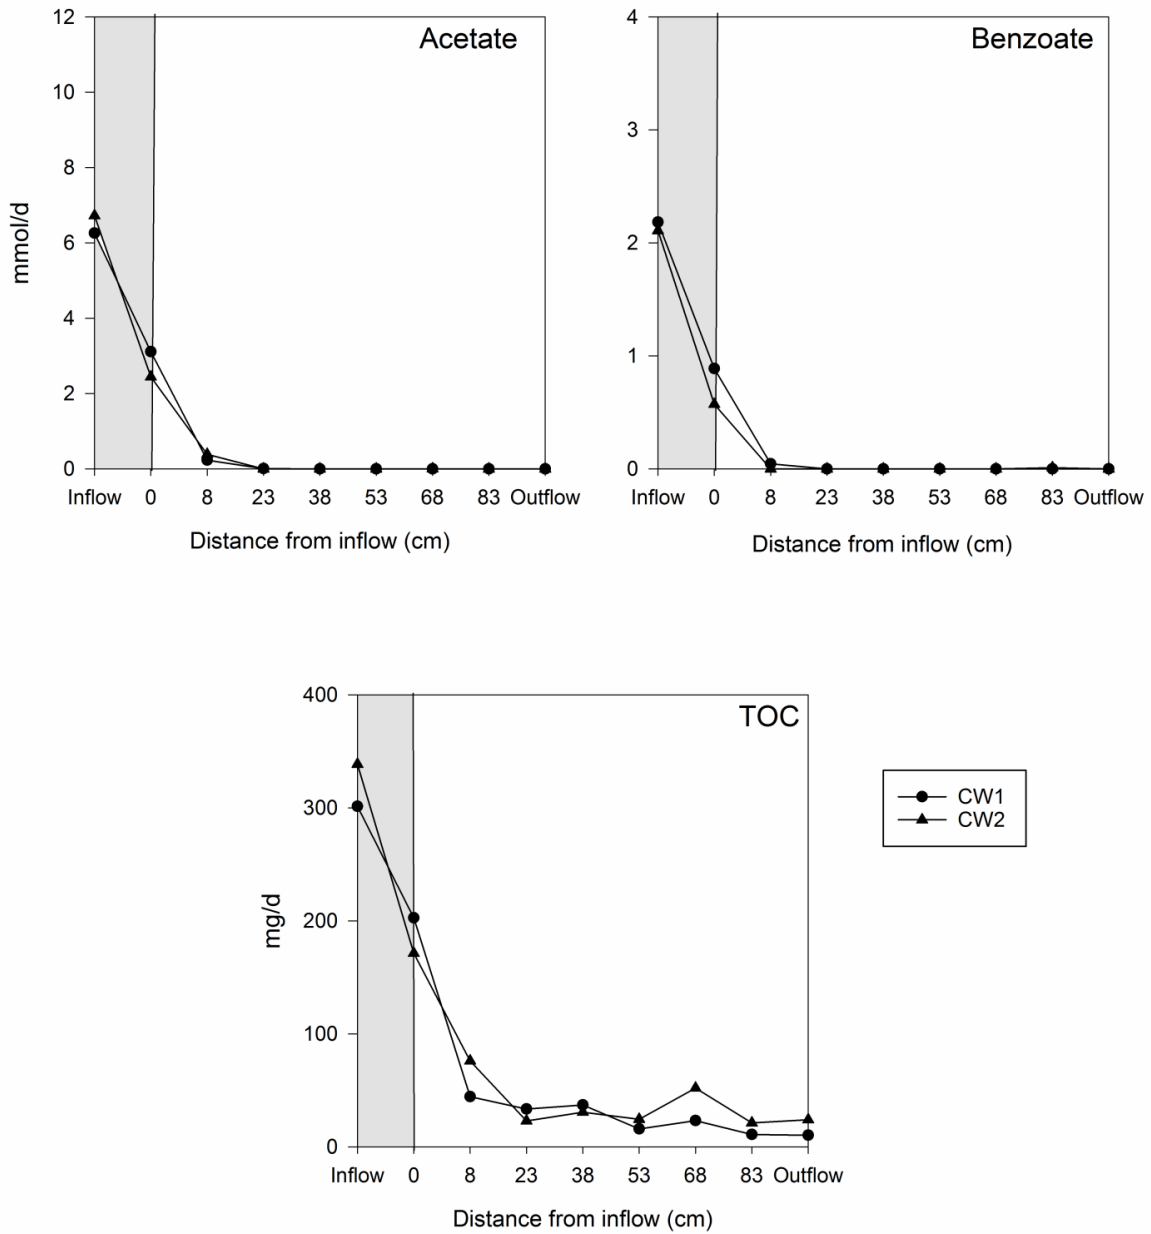 Acetate
12
10
8
6
4
2
0
mmol/d
Inflow 0 8 23 38 53 68 83 Outflow
Distance from inflow (cm)
Benzoate
4
3
2
1
0
Inflow 0 8 23 38 53 68 83 Outflow
Distance from inflow (cm)
TOC
400
300
200
100
0
mg/d
Inflow 0 8 23 38 53 68 83 Outflow
Distance from inflow (cm)
CW1
CW2